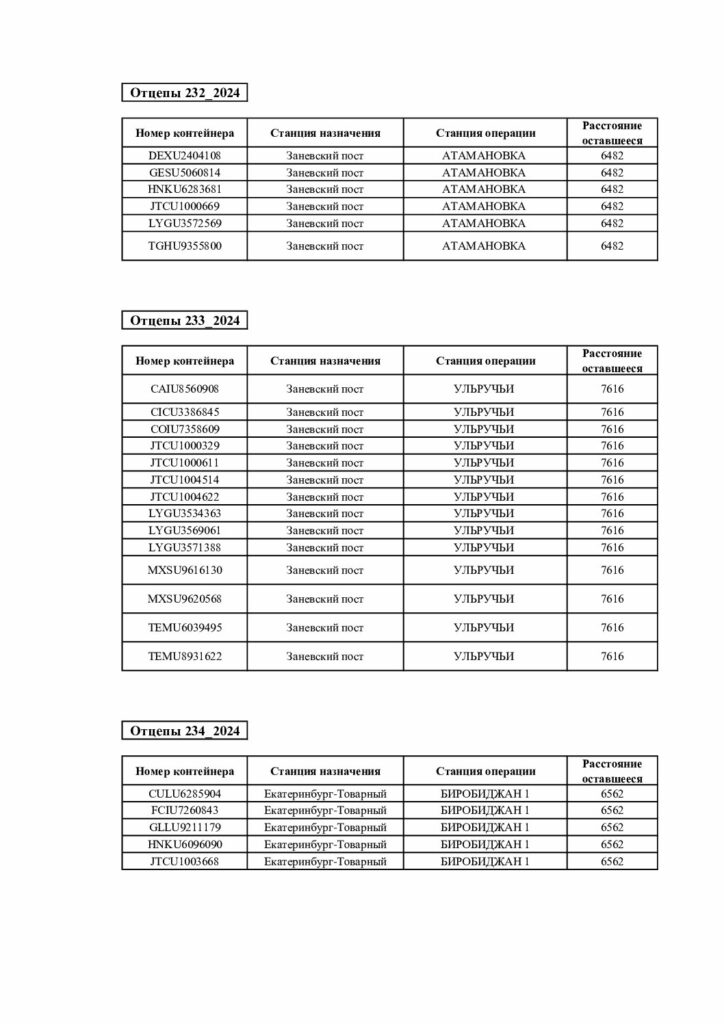 Отцепы 232_2024
Номер контейнера Станция назначения Станция операции Расстояние оставшееся
DEXU2404108 Заневский пост АТАМАНОВКА 6482
GESU5060814 Заневский пост АТАМАНОВКА 6482
HNKU6283681 Заневский пост АТАМАНОВКА 6482
JTCU1000669 Заневский пост АТАМАНОВКА 6482
LYGU3572569 Заневский пост АТАМАНОВКА 6482
TGHU9355800 Заневский пост АТАМАНОВКА 6482
Отцепы 233_2024
Номер контейнера Станция назначения Станция операции Расстояние оставшееся
CAIU8560908 Заневский пост УЛЬРУЧЬИ 7616
CICU3386845 Заневский пост УЛЬРУЧЬИ 7616
COIU7358609 Заневский пост УЛЬРУЧЬИ 7616
JTCU1000329 Заневский пост УЛЬРУЧЬИ 7616
JTCU1000611 Заневский пост УЛЬРУЧЬИ 7616
JTCU1004514 Заневский пост УЛЬРУЧЬИ 7616
JTCU1004622 Заневский пост УЛЬРУЧЬИ 7616
LYGU3534363 Заневский пост УЛЬРУЧЬИ 7616
LYGU3569061 Заневский пост УЛЬРУЧЬИ 7616
LYGU3571388 Заневский пост УЛЬРУЧЬИ 7616
MXSU9616130 Заневский пост УЛЬРУЧЬИ 7616
MXSU9620568 Заневский пост УЛЬРУЧЬИ 7616
TEMU6039495 Заневский пост УЛЬРУЧЬИ 7616
TEMU8931622 Заневский пост УЛЬРУЧЬИ 7616
Отцепы 234_2024
Номер контейнера Станция назначения Станция операции Расстояние оставшееся
CULU6285904 Екатеринбург-Товарный БИРОБИДЖАН 1 6562
FCIU7260843 Екатеринбург-Товарный БИРОБИДЖАН 1 6562
GLLU9211179 Екатеринбург-Товарный БИРОБИДЖАН 1 6562
HNKU6096090 Екатеринбург-Товарный БИРОБИДЖАН 1 6562
JTCU1003668 Екатеринбург-Товарный БИРОБИДЖАН 1 6562